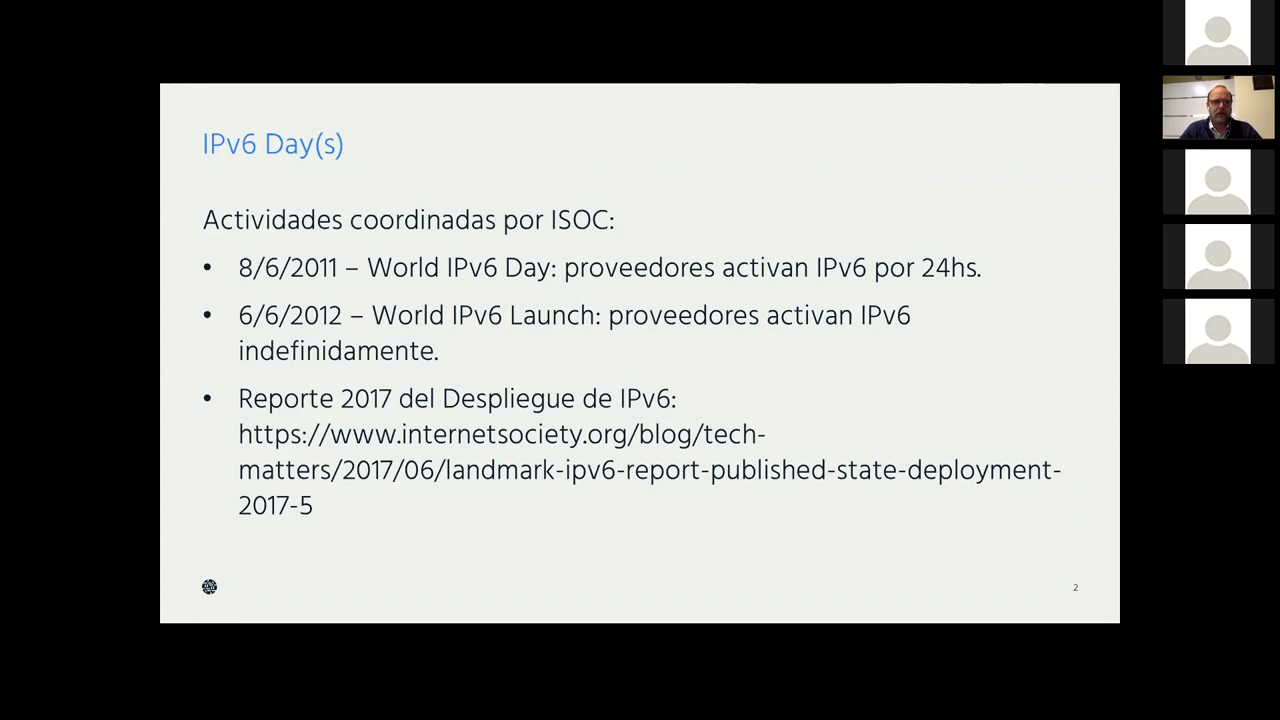 IPv6 Day(s)
Actividades coordinadas por ISOC:
• 8/6/2011 – World IPv6 Day: proveedores activan IPv6 por 24hs.
• 6/6/2012 – World IPv6 Launch: proveedores activan IPv6
indefinidamente.
• Reporte 2017 del Despliegue de IPv6:
https://www.internetsociety.org/blog/tech-
matters/2017/06/landmark-ipv6-report-published-state-deployment-
2017-5
2